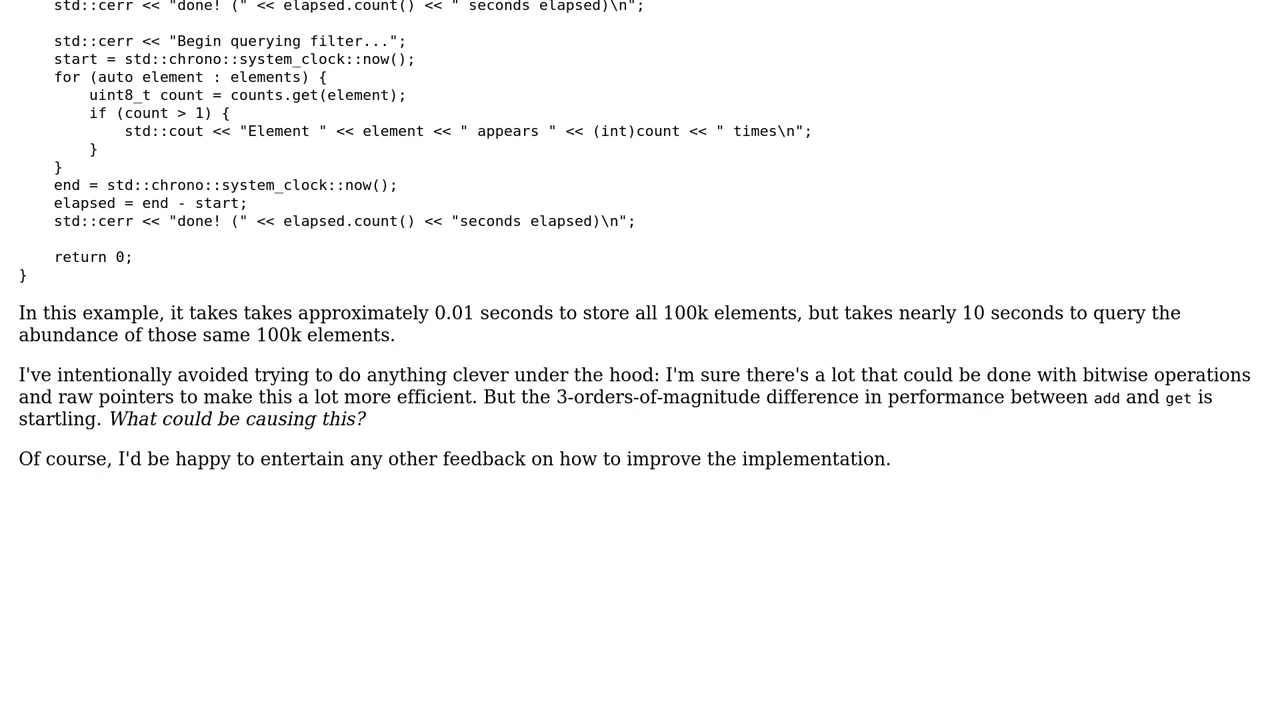 std::cerr << "done! (" << elapsed.count() << " seconds elapsed)\n";

    std::cerr << "Begin querying filter...";
    start = std::chrono::system_clock::now();
    for (auto element : elements) {
        uint8_t count = counts.get(element);
        if (count > 1) {
            std::cout << "Element " << element << " appears " << (int)count << " times\n";
        }
    }
    end = std::chrono::system_clock::now();
    elapsed = end - start;
    std::cerr << "done! (" << elapsed.count() << "seconds elapsed)\n";

    return 0;
}
In this example, it takes takes approximately 0.01 seconds to store all 100k elements, but takes nearly 10 seconds to query the
abundance of those same 100k elements.
I've intentionally avoided trying to do anything clever under the hood: I'm sure there's a lot that could be done with bitwise operations
and raw pointers to make this a lot more efficient. But the 3-orders-of-magnitude difference in performance between add and get is
startling. What could be causing this?
Of course, I'd be happy to entertain any other feedback on how to improve the implementation.